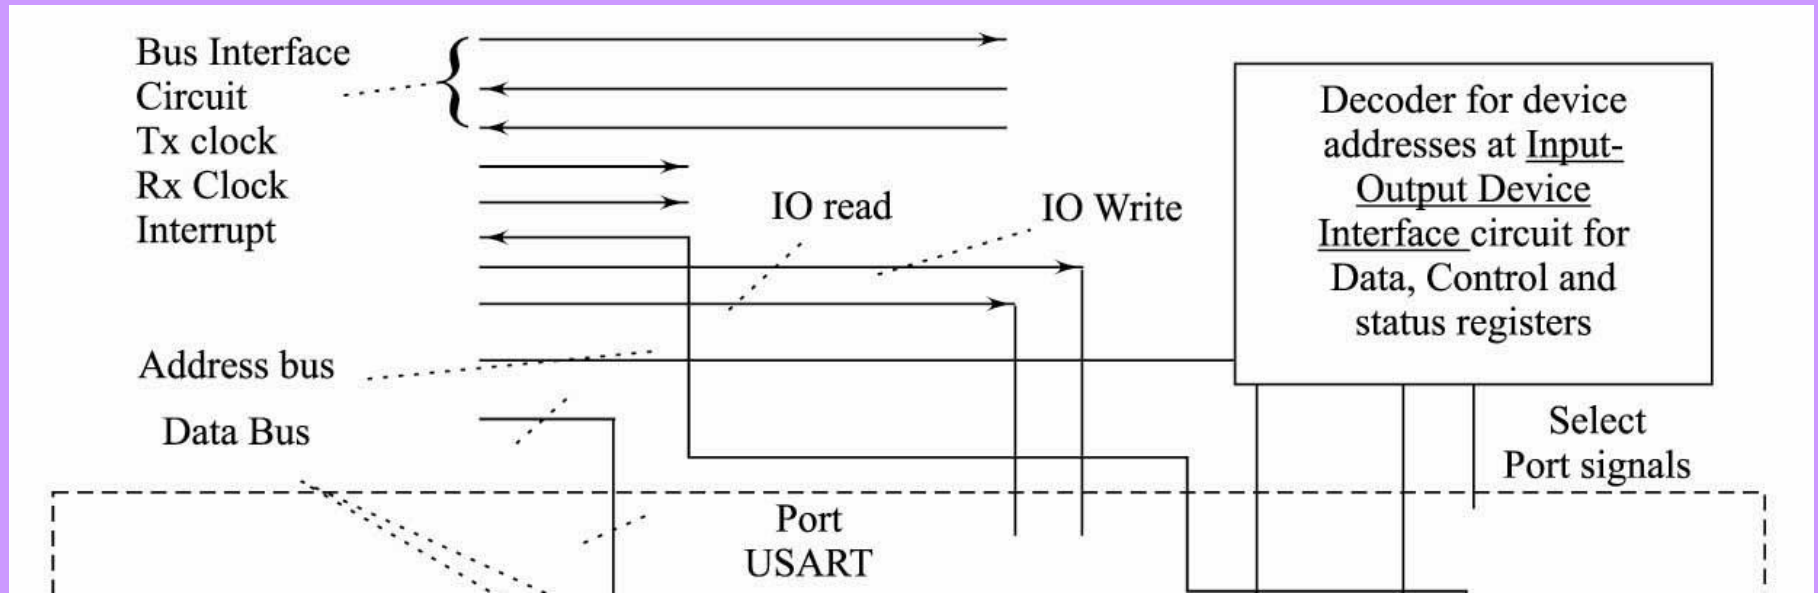 Bus Interface
Circuit
Tx clock
Rx Clock
Interrupt
IO read
IO Write
Decoder for device
addresses at Input-
Output Device
Interface circuit for
Data, Control and
status registers
Address bus
Data Bus
Select
Port signals
Port
USART